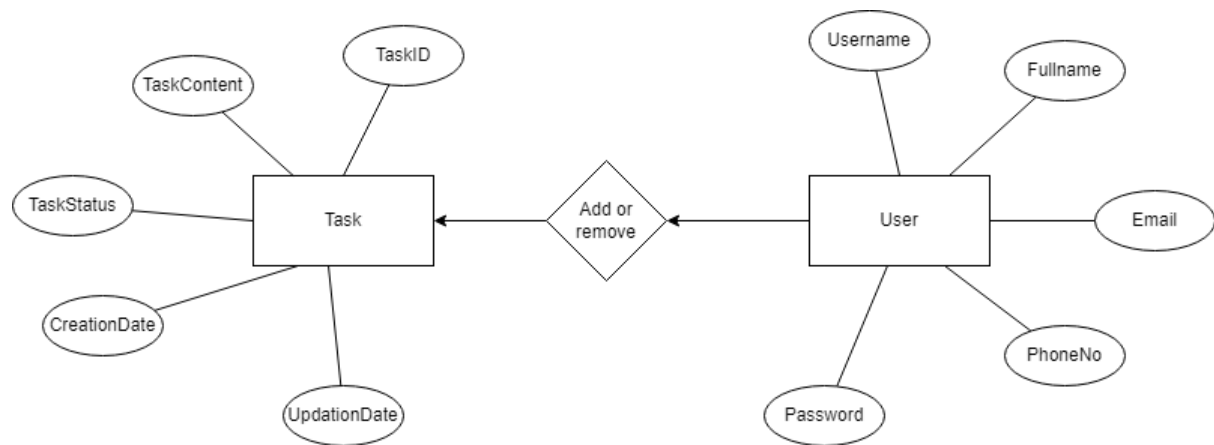 Username
TaskID
Fullname
TaskContent
TaskStatus
Task
Add or
remove
User
Email
CreationDate
PhoneNo
UpdationDate
Password